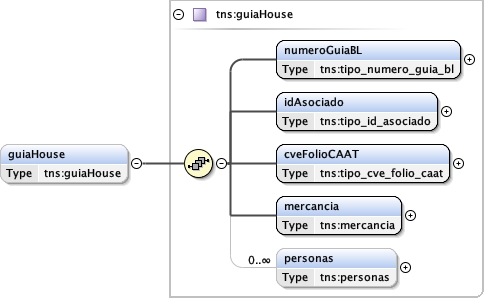 tns:guiaHouse
numeroGuiaBL
Type tns:tipo_numero_guia_bl
idAsociado
Type tns:tipo_id_asociado
guiaHouse
Type tns:guiaHouse
cveFolioCAAT
Type tns:tipo_cve_folio_caat
mercancia
Type tns:mercancia
0..∞
personas
Type tns:personas